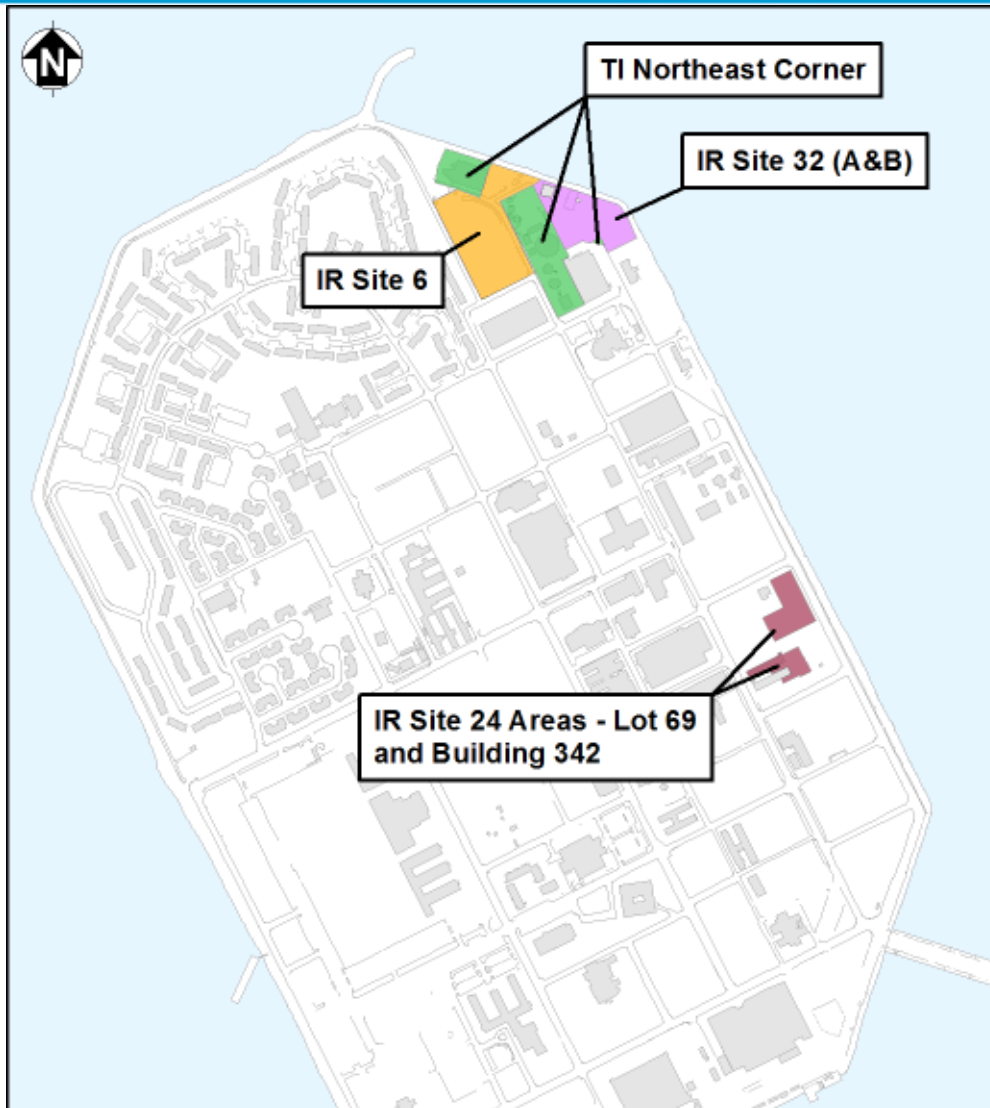 N
TI Northeast Corner
IR Site 32 (A&B)
IR Site 6
IR Site 24 Areas - Lot 69
and Building 342